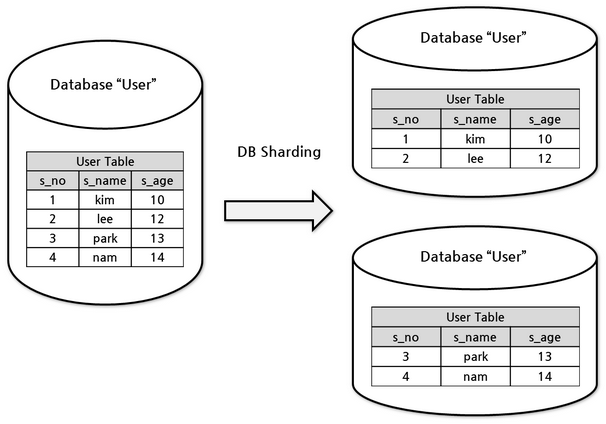 Database “User”
User Table
s_no s_name s_age
1 kim 10
2 lee 12
3 park 13
4 nam 14
DB Sharding
Database “User”
User Table
s_no s_name s_age
1 kim 10
2 lee 12
Database “User”
User Table
s_no s_name s_age
3 park 13
4 nam 14